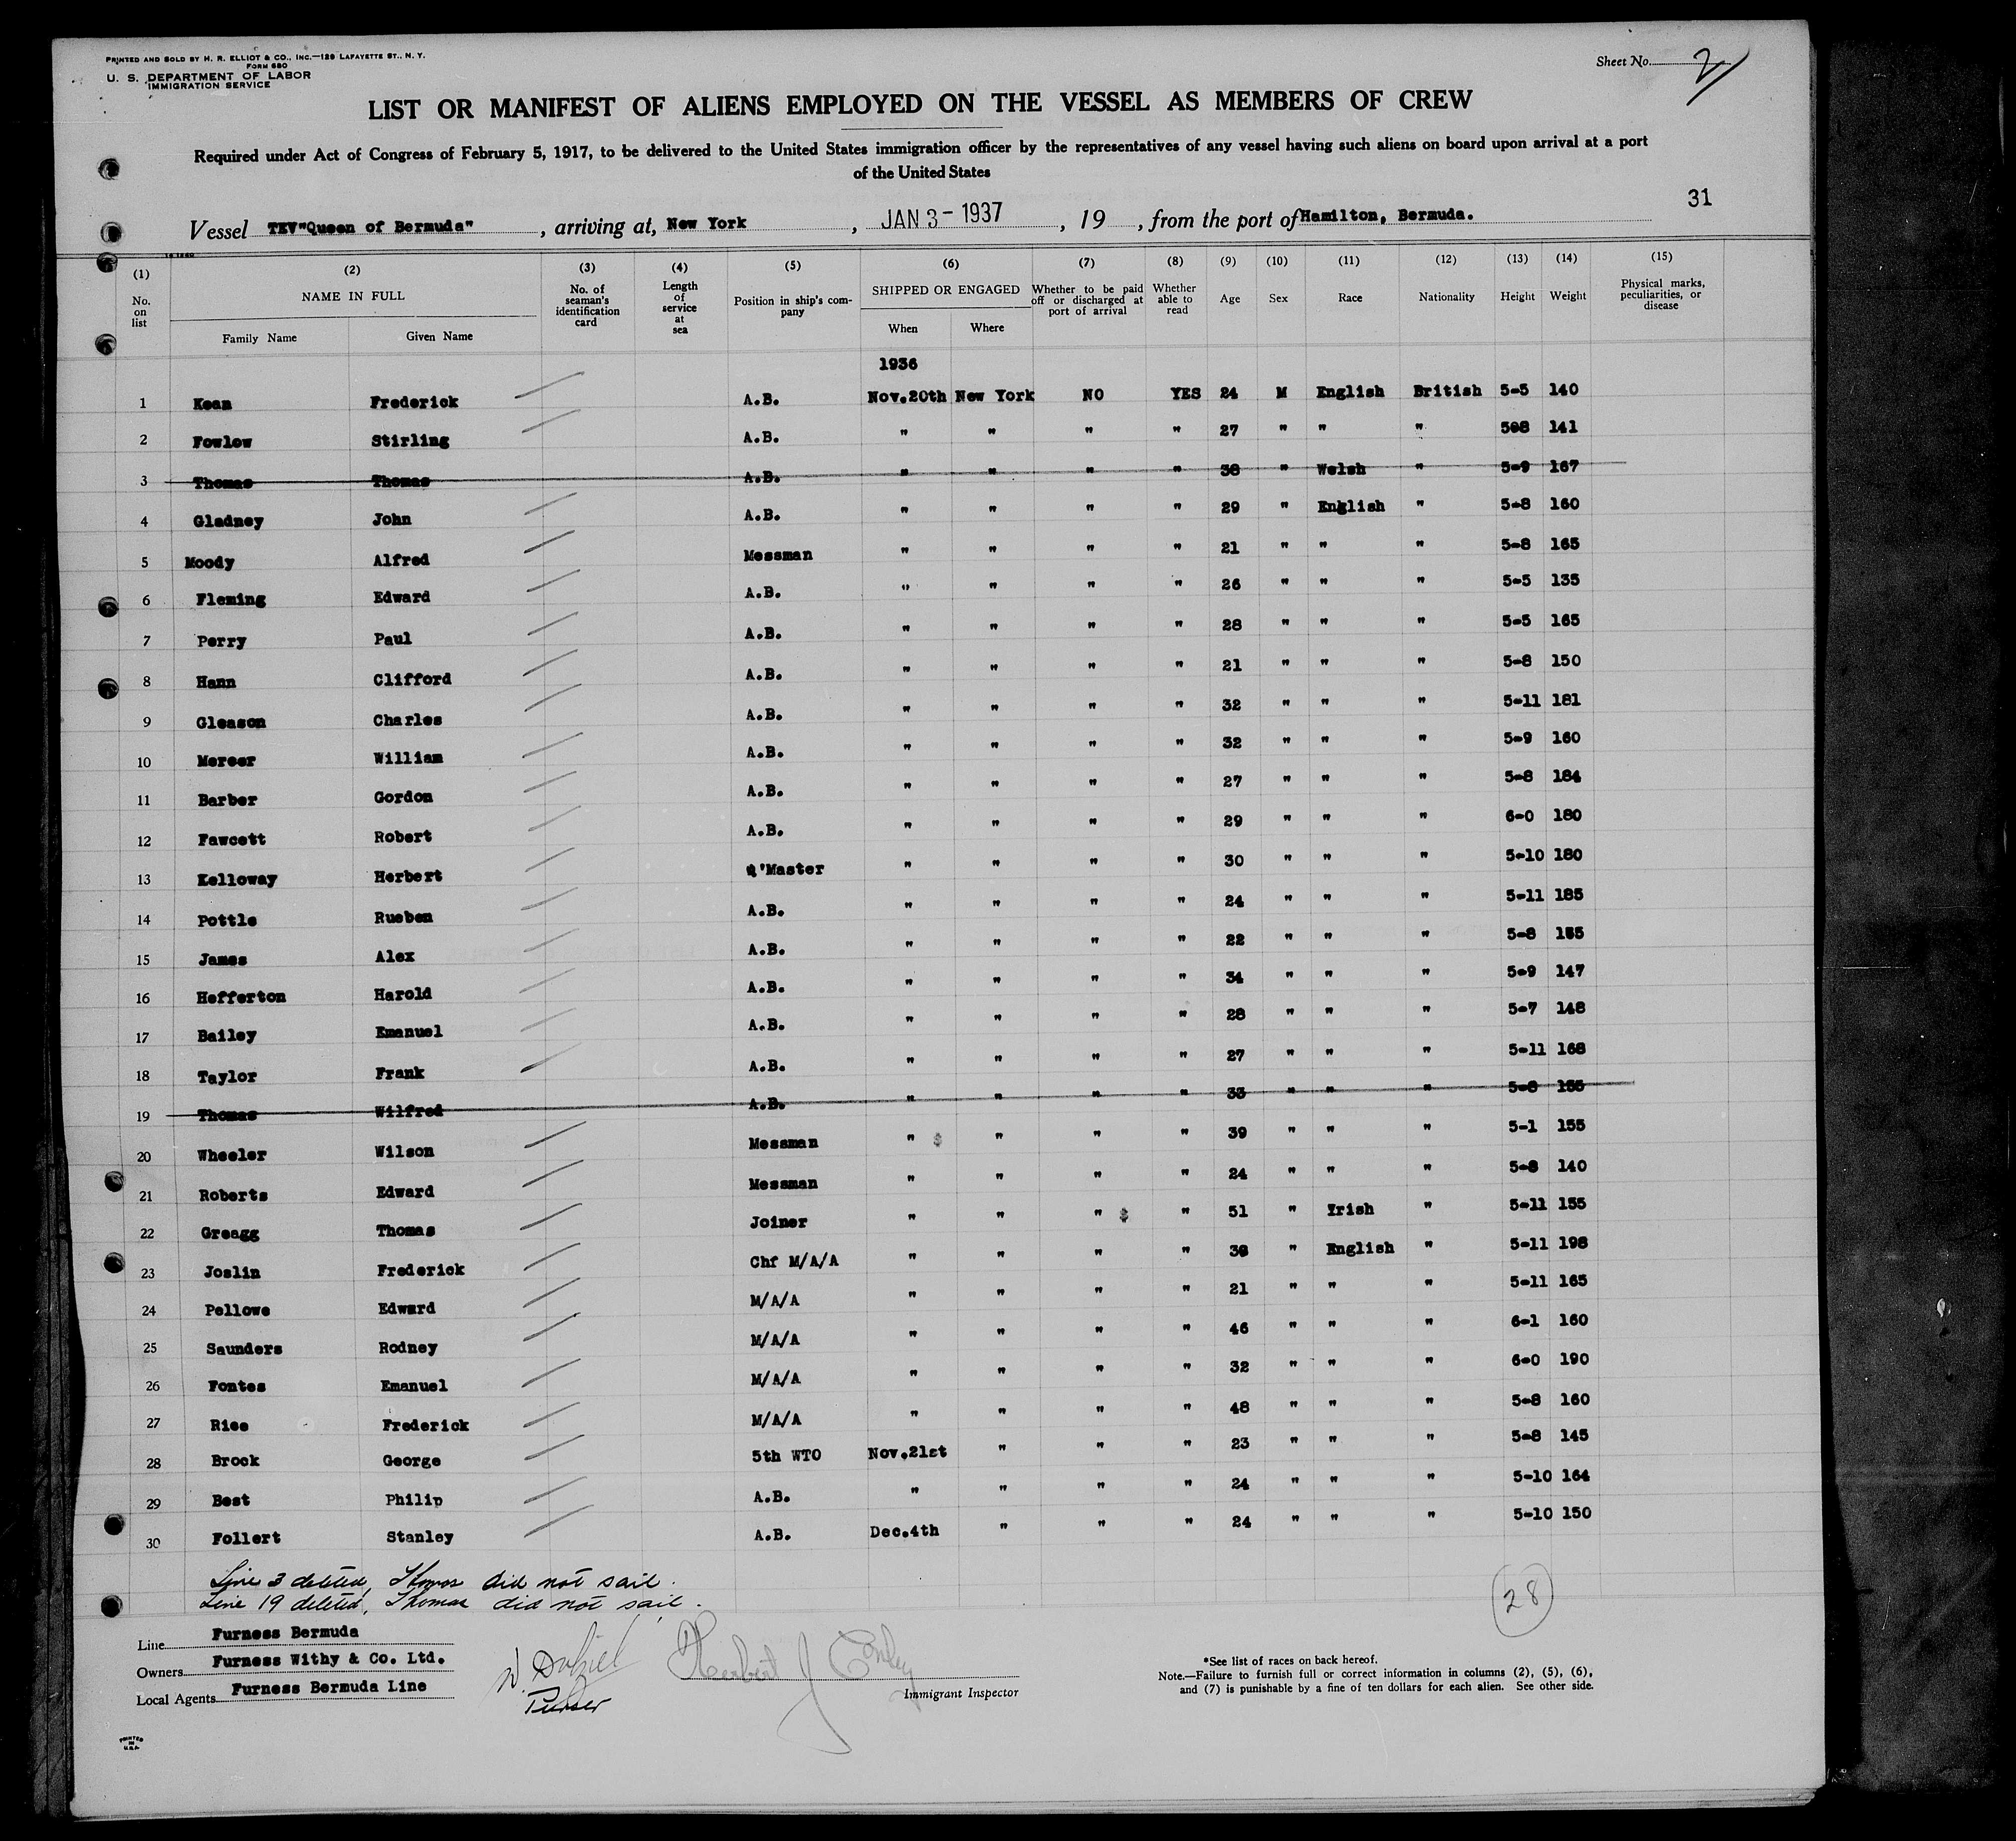 PRINTED AND SOLD BY H. R. ELLIOT & CO., INC.—129 LAFAYETTE ST., N. Y.
FORM 680
U. S. DEPARTMENT OF LABOR
IMMIGRATION SERVICE
Sheet No. 2
LIST OR MANIFEST OF ALIENS EMPLOYED ON THE VESSEL AS MEMBERS OF CREW
Required under Act of Congress of February 5, 1917, to be delivered to the United States immigration officer by the representatives of any vessel having such aliens on board upon arrival at a port
of the United States
31
Vessel TEV"Queen of Bermuda" , arriving at, New York , JAN 3- 1937 , 19 , from the port of Hamilton, Bermuda.
(1) (2) (3) (4) (5) (6) (7) (8) (9) (10) (11) (12) (13) (14) (15)
No. on list NAME IN FULL Family Name Given Name No. of seaman's identification card Length of service at sea Position in ship's company SHIPPED OR ENGAGED When Where Whether to be paid off or discharged at port of arrival Whether able to read Age Sex Race Nationality Height Weight Physical marks, peculiarities, or disease
1936
1 Kean Frederick A.B. Nov.20th New York NO YES 24 M English British 5-5 140
2 Fowlow Stirling A.B. " " " " 27 " " " 508 141
3 Thomas Thomas A.B. " " " " 38 " Welsh " 5-9 167
4 Gladney John A.B. " " " " 29 " English " 5-8 160
5 Moody Alfred Messman " " " " 21 " " " 5-8 165
6 Fleming Edward A.B. " " " " 26 " " " 5-5 135
7 Perry Paul A.B. " " " " 28 " " " 5-5 165
8 Hann Clifford A.B. " " " " 21 " " " 5-8 150
9 Gleason Charles A.B. " " " " 32 " " " 5-11 181
10 Mercer William A.B. " " " " 32 " " " 5-9 160
11 Barber Gordon A.B. " " " " 27 " " " 5-8 184
12 Fawcett Robert A.B. " " " " 29 " " " 6-0 180
13 Kelloway Herbert Q'Master " " " " 30 " " " 5-10 180
14 Pottle Rueben A.B. " " " " 24 " " " 5-11 185
15 James Alex A.B. " " " " 22 " " " 5-8 155
16 Hefferton Harold A.B. " " " " 34 " " " 5-9 147
17 Bailey Emanuel A.B. " " " " 28 " " " 5-7 148
18 Taylor Frank A.B. " " " " 27 " " " 5-11 168
19 Thomas Wilfred A.B. " " " " 33 " " " 5-8 155
20 Wheeler Wilson Messman " " " " 39 " " " 5-1 155
21 Roberts Edward Messman " " " " 24 " " " 5-8 140
22 Greagg Thomas Joiner " " " " 51 " Irish " 5-11 155
23 Joslin Frederick Chf M/A/A " " " " " English " 5-11 198
24 Pellowe Edward M/A/A " " " " 21 " " " 5-11 165
25 Saunders Rodney M/A/A " " " " 46 " " " 6-1 160
26 Fontes Emanuel M/A/A " " " " 32 " " " 6-0 190
27 Rice Frederick M/A/A " " " " 48 " " " 5-8 160
28 Brock George 5th WTO Nov.21st " " " 23 " " " 5-8 145
29 Best Philip A.B. " " " " 24 " " " 5-10 164
30 Follert Stanley A.B. Dec.4th " " " 24 " " " 5-10 150
Line 3 deleted, Thomas did not sail.
Line 19 deleted, Thomas did not sail.
28
Line Furness Bermuda
Owners Furness Withy & Co. Ltd.
Local Agents Furness Bermuda Line
Purser
Herbert J Conley
Immigrant Inspector
*See list of races on back hereof.
Note.—Failure to furnish full or correct information in columns (2), (5), (6),
and (7) is punishable by a fine of ten dollars for each alien. See other side.
PRINTED
IN
U.S.A.